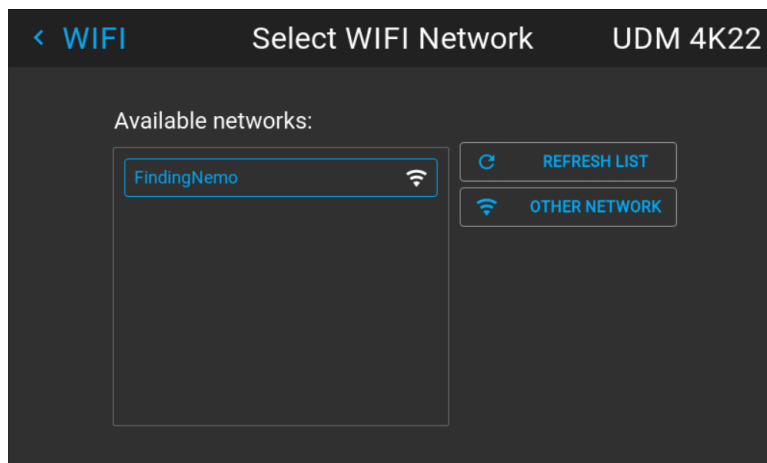 < WIFI Select WIFI Network UDM 4K22
Available networks:
FindingNemo
REFRESH LIST
OTHER NETWORK